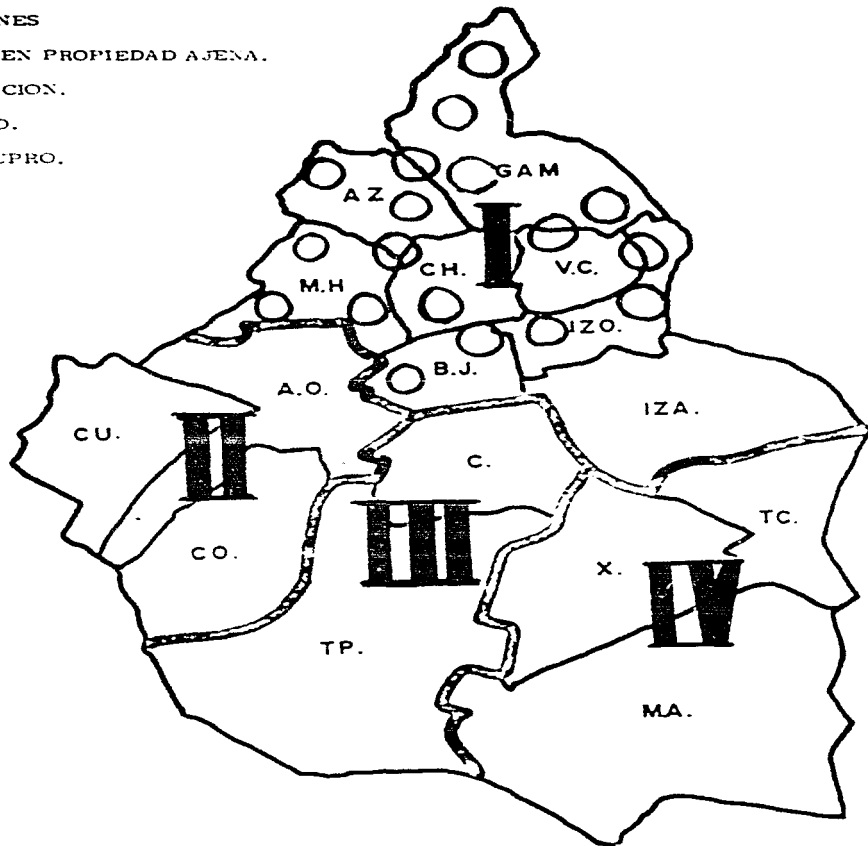 NES
EN PROPIEDAD AJENA.
CION.
O.
CPRO.
GAM
AZ
I
M.H
CH.
V.C.
IZO.
B.J.
A.O.
IZA.
CU.
II
C.
TC.
CO.
III
X.
IV
TP.
MA.